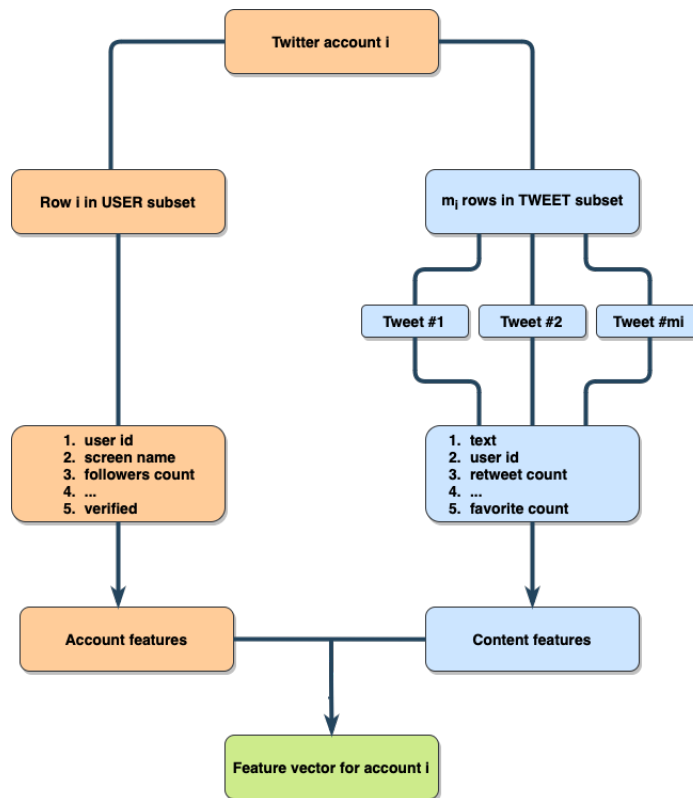 Twitter account i
Row i in USER subset
mi rows in TWEET subset
Tweet #1
Tweet #2
Tweet #mi
1. user id
2. screen name
3. followers count
4. ...
5. verified
1. text
2. user id
3. retweet count
4. ...
5. favorite count
Account features
Content features
Feature vector for account i